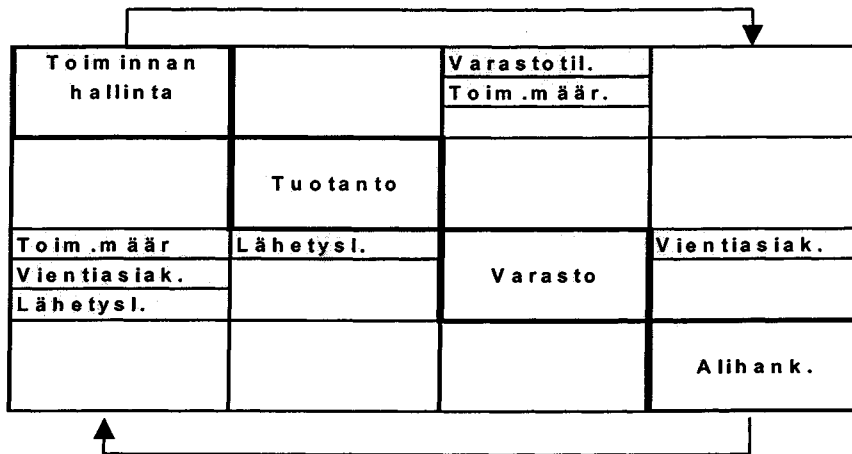 Toiminnan
hallinta
Varastotil.
Toim.määr.
Tuotanto
Toim.määr
Vientiasiak.
Lähetysl.
Lähetysl.
Varasto
Vientiasiak.
Alihank.